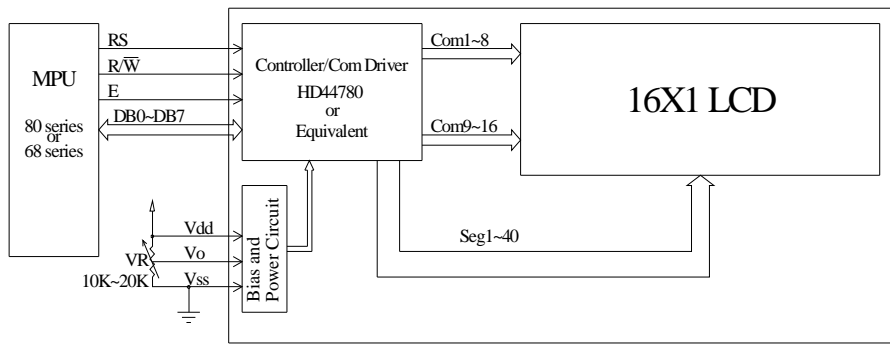 MPU
80 series
or
68 series
RS
R/W̅
E
DB0~DB7
Controller/Com Driver
HD44780
or
Equivalent
Com1~8
Com9~16
16X1 LCD
Seg1~40
Vdd
Vo
Vss
VR
10K~20K
Bias and
Power Circuit